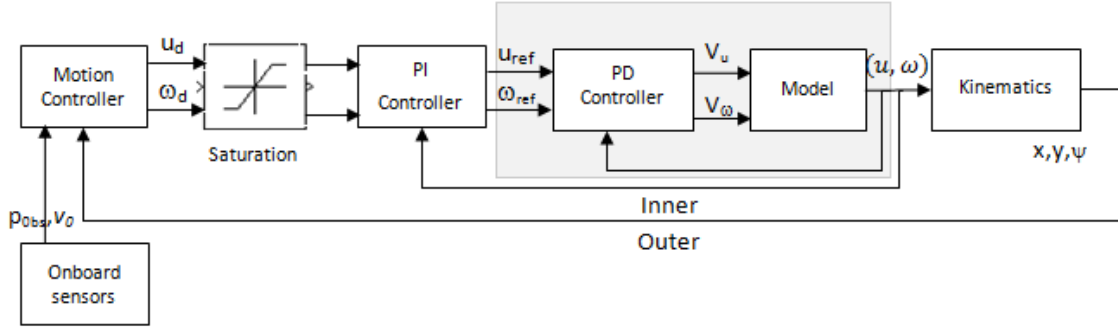 Motion
Controller
u_d
ω_d
Saturation
PI
Controller
u_ref
ω_ref
PD
Controller
V_u
V_ω
Model
(u, ω)
Kinematics
x,y,ψ
Inner
Outer
p_0bs,v_0
Onboard
sensors